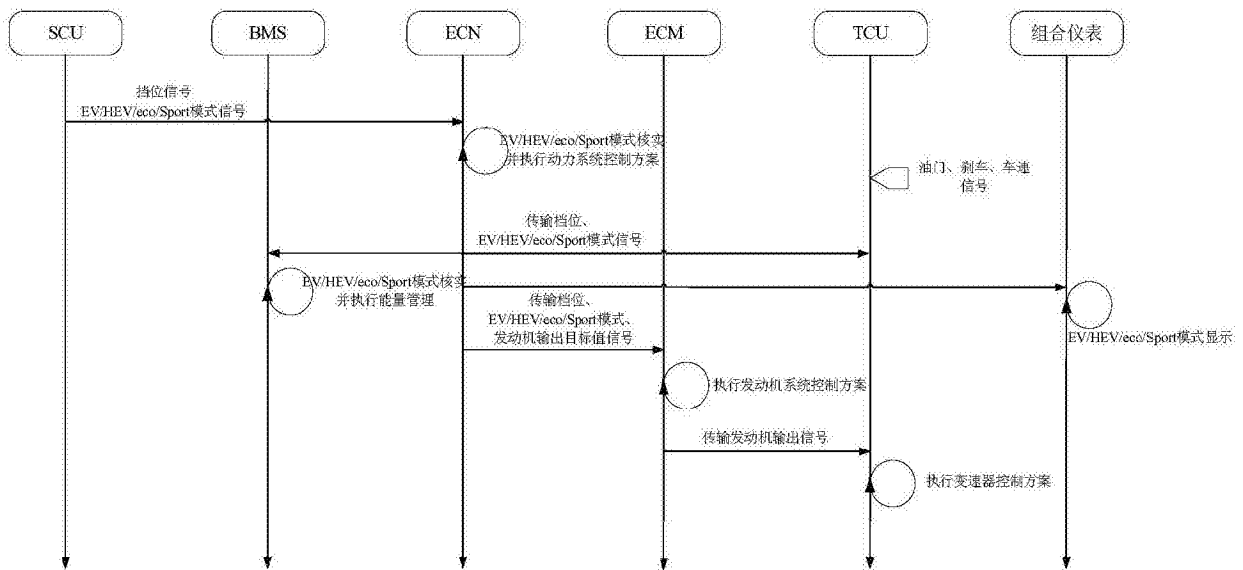 SCU
BMS
ECN
ECM
TCU
组合仪表
挡位信号
EV/HEV/eco/Sport模式信号
EV/HEV/eco/Sport模式核实
并执行动力系统控制方案
油门、刹车、车速
信号
传输档位、
EV/HEV/eco/Sport模式信号
EV/HEV/eco/Sport模式核实
并执行能量管理
传输档位、
EV/HEV/eco/Sport模式、
发动机输出目标值信号
EV/HEV/eco/Sport模式显示
执行发动机系统控制方案
传输发动机输出信号
执行变速器控制方案